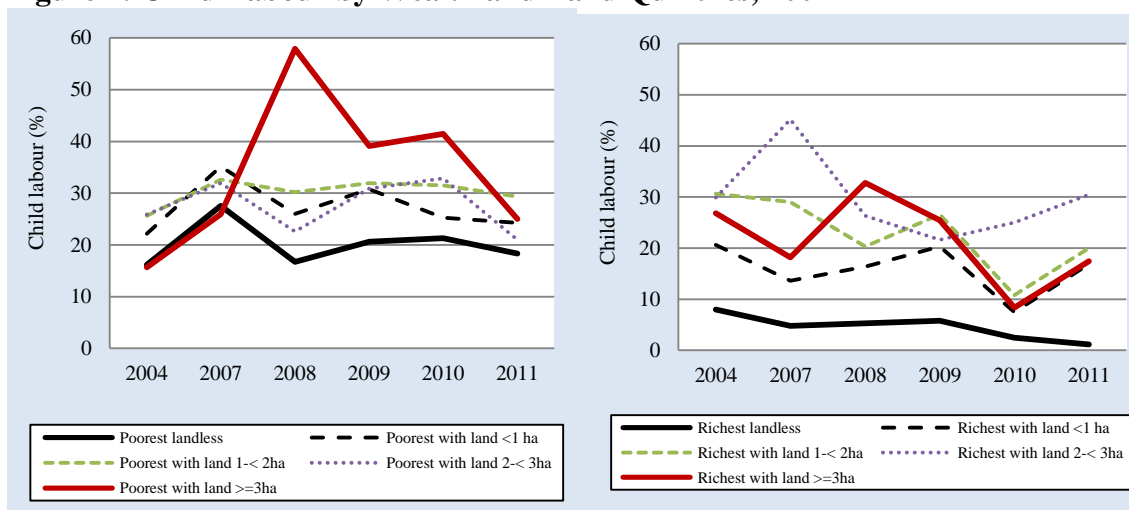 60
50
40
30
20
10
0
Child labour (%)
2004 2007 2008 2009 2010 2011
Poorest landless
Poorest with land <1 ha
Poorest with land 1-< 2ha
Poorest with land 2-< 3ha
Poorest with land >=3ha
60
50
40
30
20
10
0
Child labour (%)
2004 2007 2008 2009 2010 2011
Richest landless
Richest with land <1 ha
Richest with land 1-< 2ha
Richest with land 2-< 3ha
Richest with land >=3ha